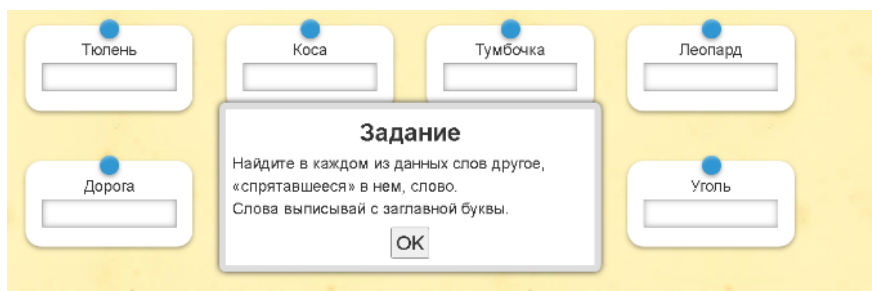 Тюлень
Коса
Тумбочка
Леопард
Задание
Найдите в каждом из данных слов другое,
«спрятавшееся» в нем, слово.
Слова выписывай с заглавной буквы.
OK
Дорога
Уголь